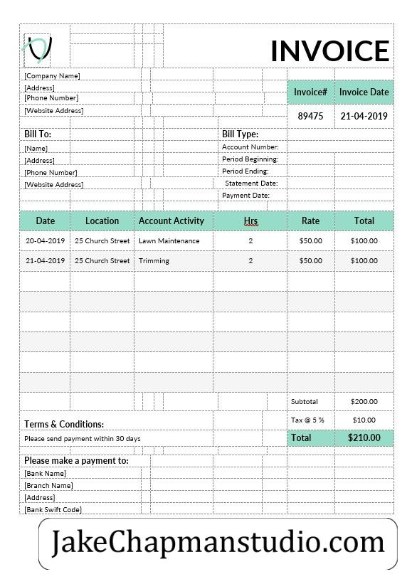 INVOICE
[Company Name]
[Address]
[Phone Number]
[Website Address]
Invoice# Invoice Date
89475 21-04-2019
Bill To: Bill Type:
[Name] Account Number:
[Address] Period Beginning:
[Phone Number] Period Ending:
[Website Address] Statement Date:
Payment Date:
Date Location Account Activity Hrs Rate Total
20-04-2019 25 Church Street Lawn Maintenance 2 $50.00 $100.00
21-04-2019 25 Church Street Trimming 2 $50.00 $100.00
Subtotal $200.00
Tax @ 5 % $10.00
Terms & Conditions:
Please send payment within 30 days Total $210.00
Please make a payment to:
[Bank Name]
[Branch Name]
[Address]
[Bank Swift Code]
JakeChapmanstudio.com